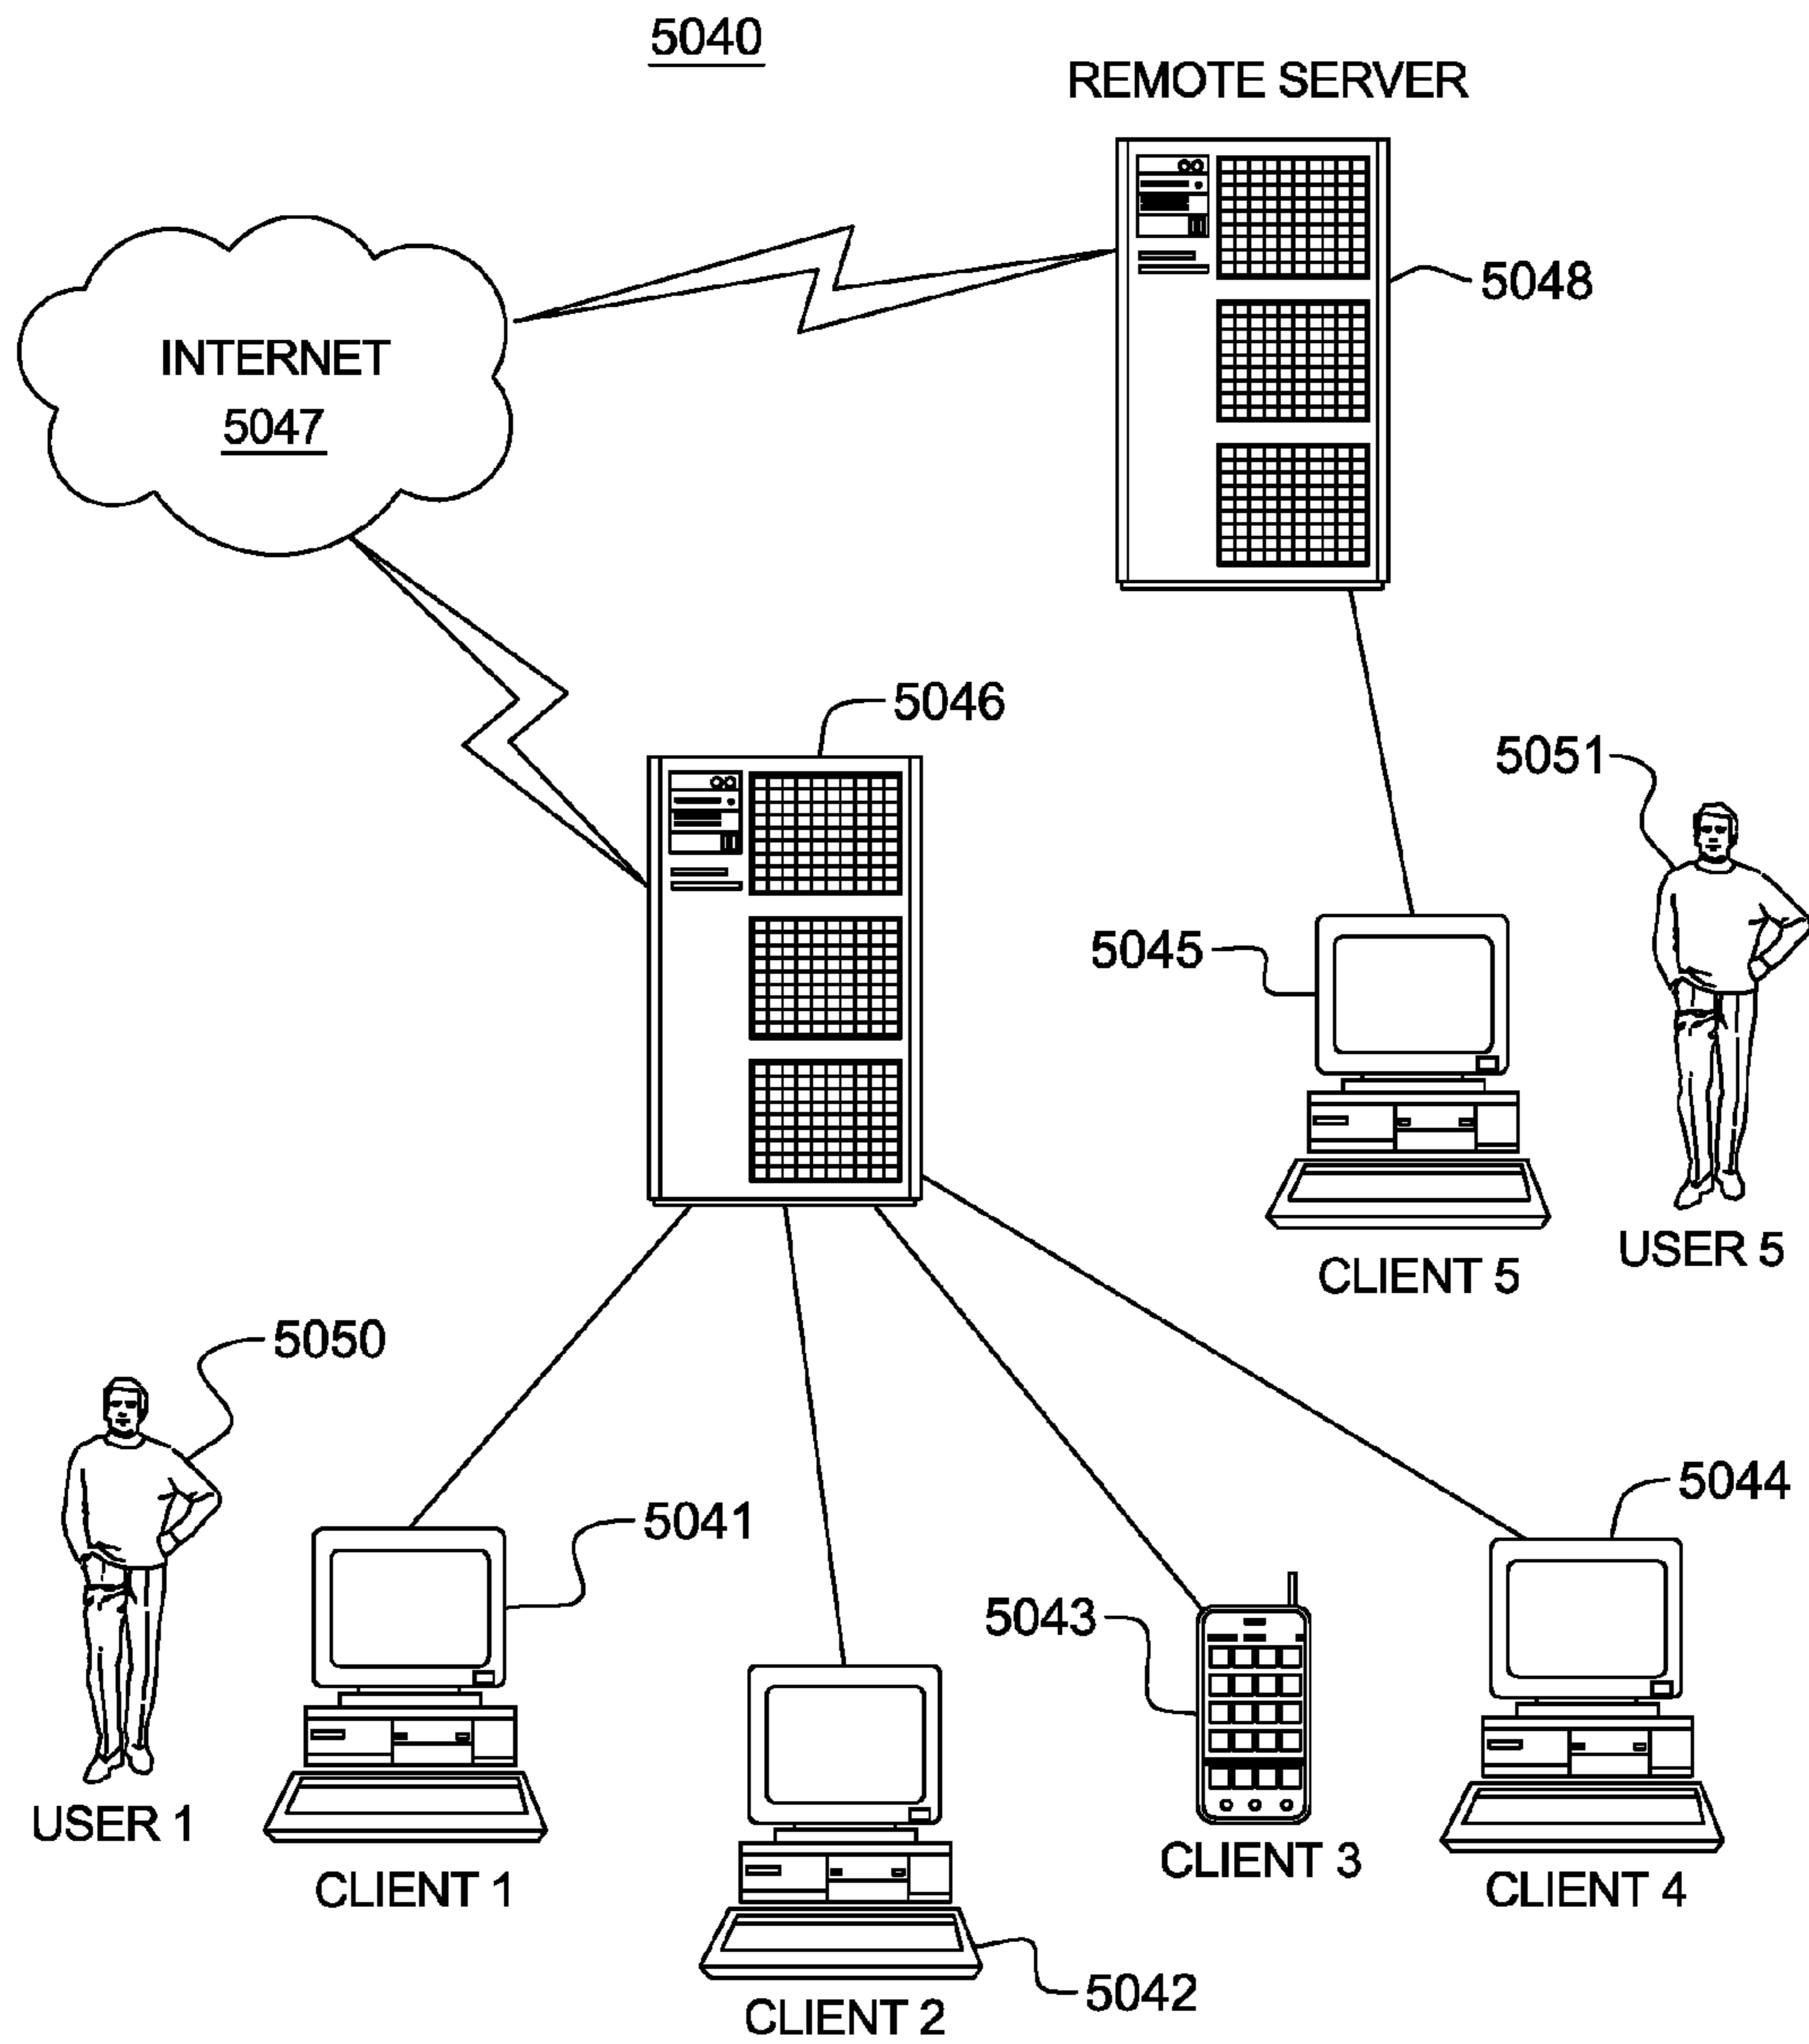 5040
REMOTE SERVER
5048
INTERNET
5047
5046
5051
5045
USER 5
CLIENT 5
5050
5041
5044
5043
USER 1
CLIENT 1
CLIENT 3
CLIENT 4
5042
CLIENT 2